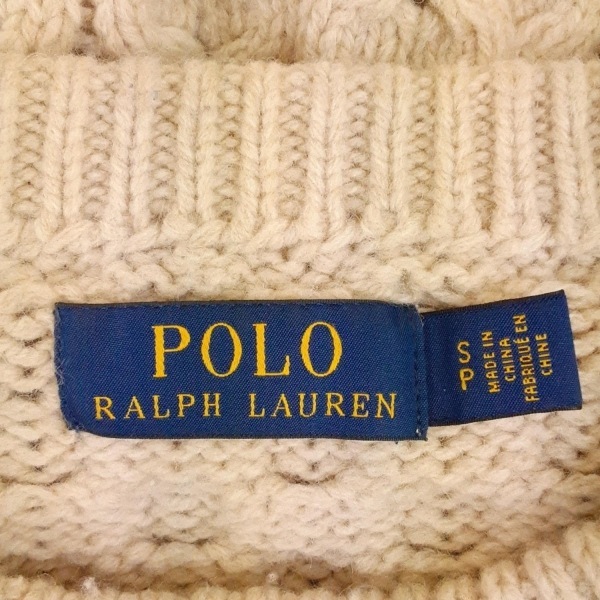 POLO
RALPH LAUREN
S
P
MADE IN
CHINA
FABRIQUÉ EN
CHINE